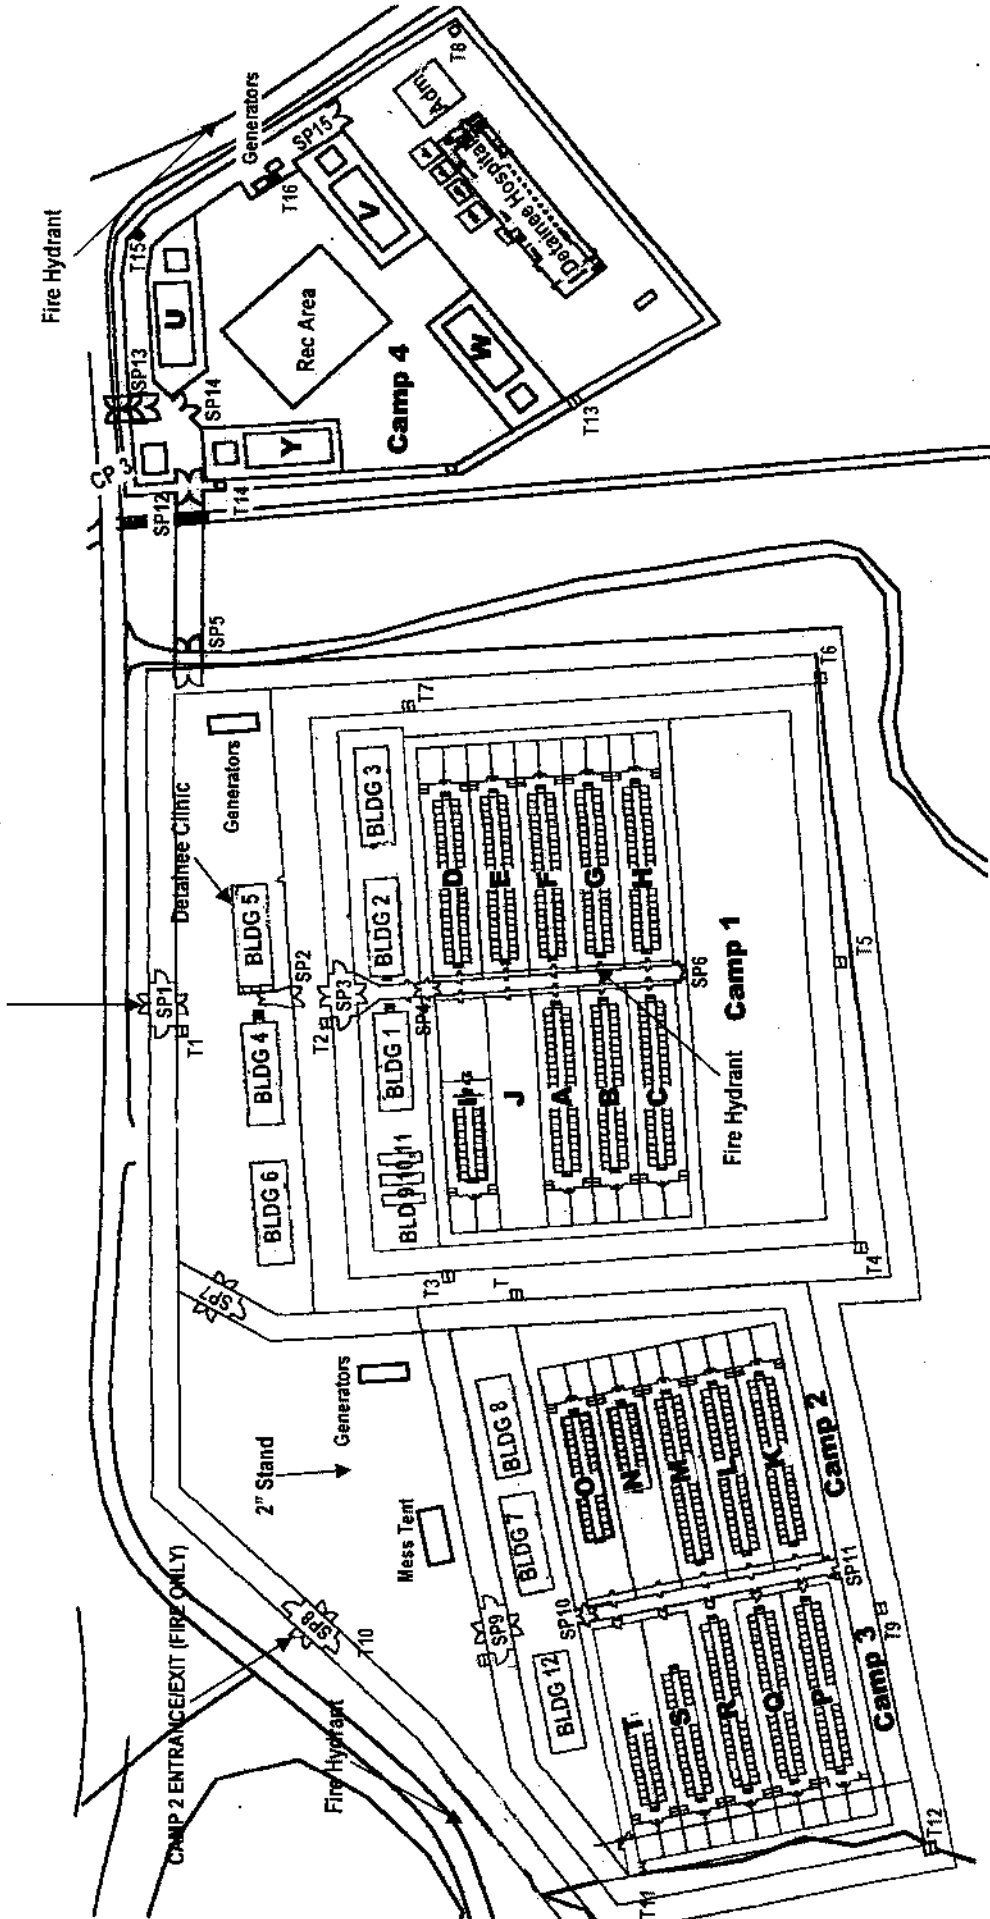 CAMP 2 ENTRANCE/EXIT (FIRE ONLY)
Fire Hydrant
SP8
T10
2" Stand
Generators
Mess Tent
SP7
SP9
SP10
SP11
BLDG 12
BLDG 7
BLDG 8
T
S
R
Q
P
O
N
M
L
K
Camp 3
Camp 2
T11
T12
T9
SP1
T1
Detainee Clinic
Generators
BLDG 6
BLDG 4
BLDG 5
SP2
T2
SP3
SP4
BLD 9 10 11
BLDG 1
BLDG 2
BLDG 3
T3
T
T7
I
J
A
B
C
D
E
F
G
H
SP6
Fire Hydrant
Camp 1
T4
T5
T6
SP5
CP 3
SP12
SP13
SP14
T14
T15
Fire Hydrant
Generators
T16
SP15
U
V
Y
W
Rec Area
Camp 4
T13
Adm
Detainee Hospital
T8